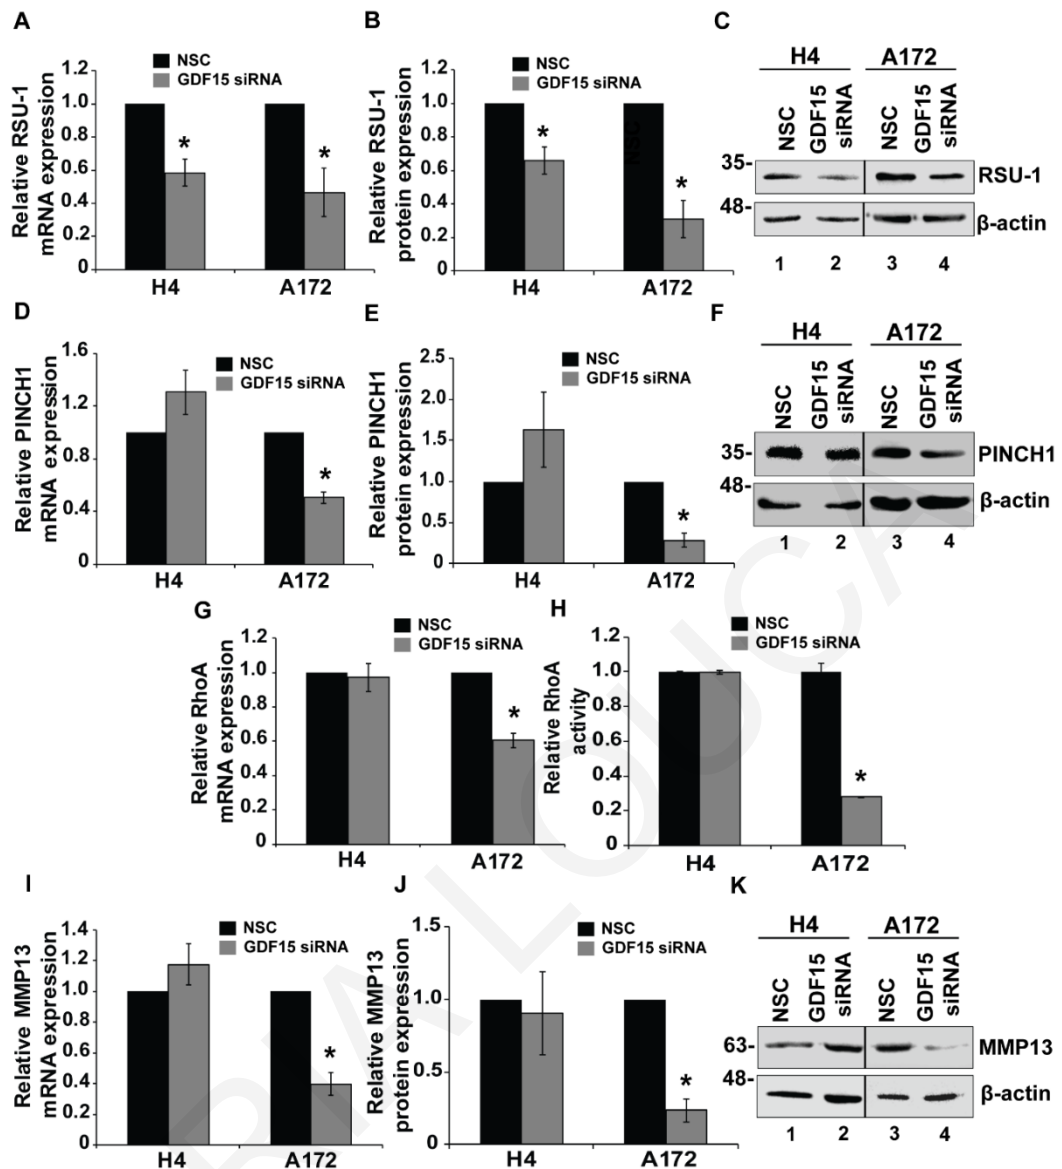 A
NSC
GDF15 siRNA
Relative RSU-1
mRNA expression
1.2
1.0
0.8
0.6
0.4
0.2
0
*
*
H4
A172
B
NSC
GDF15 siRNA
Relative RSU-1
protein expression
1.2
1.0
0.8
0.6
0.4
0.2
0
NSC
*
*
H4
A172
C
H4
A172
NSC
GDF15
siRNA
NSC
GDF15
siRNA
35-
RSU-1
48-
β-actin
1
2
3
4
D
NSC
GDF15 siRNA
Relative PINCH1
mRNA expression
1.6
1.2
0.8
0.4
0
*
H4
A172
E
NSC
GDF15 siRNA
Relative PINCH1
protein expression
2.5
2.0
1.5
1.0
0.5
0
*
H4
A172
F
H4
A172
NSC
GDF15
siRNA
NSC
GDF15
siRNA
35-
PINCH1
48-
β-actin
1
2
3
4
G
NSC
GDF15 siRNA
Relative RhoA
mRNA expression
1.2
1
0.8
0.6
0.4
0.2
0
*
H4
A172
H
NSC
GDF15 siRNA
Relative RhoA
activity
1.2
1.0
0.8
0.6
0.4
0.2
0
*
H4
A172
I
NSC
GDF15 siRNA
Relative MMP13
mRNA expression
1.4
1.2
1.0
0.8
0.6
0.4
0.2
0
*
H4
A172
J
NSC
GDF15 siRNA
Relative MMP13
protein expression
1.5
1.0
0.5
0
*
H4
A172
K
H4
A172
NSC
GDF15
siRNA
NSC
GDF15
siRNA
63-
MMP13
48-
β-actin
1
2
3
4
RIA LOUCA